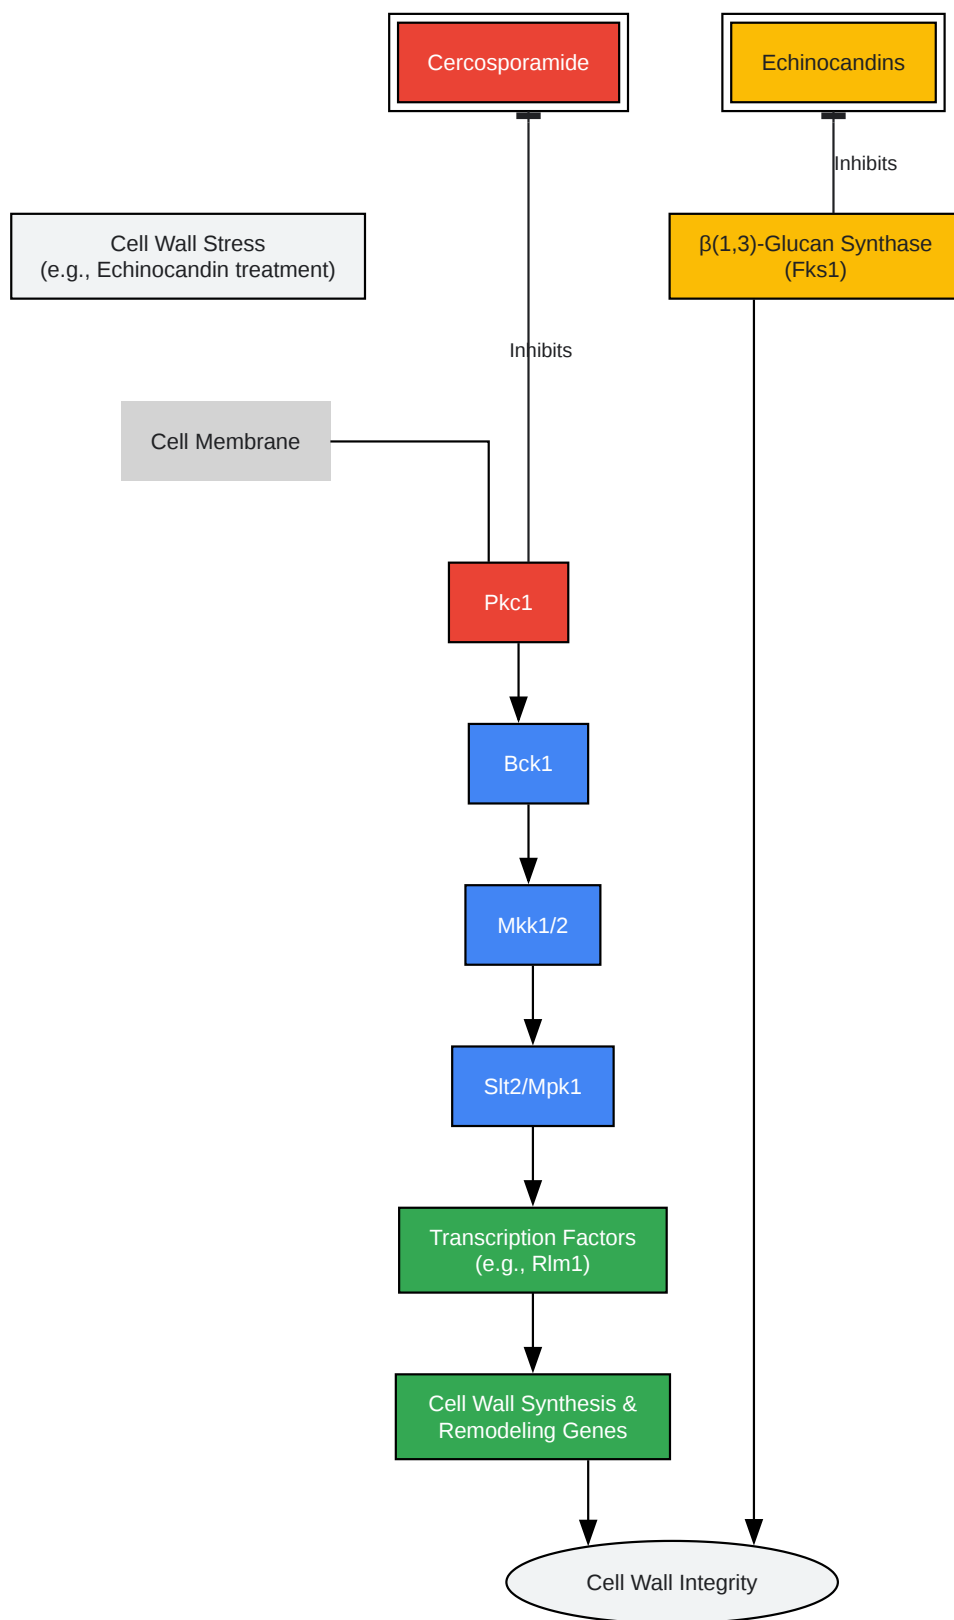 Cercosporamide
Echinocandins
Inhibits
Cell Wall Stress
(e.g., Echinocandin treatment)
β(1,3)-Glucan Synthase
(Fks1)
Inhibits
Cell Membrane
Pkc1
Bck1
Mkk1/2
Slt2/Mpk1
Transcription Factors
(e.g., Rlm1)
Cell Wall Synthesis &
Remodeling Genes
Cell Wall Integrity